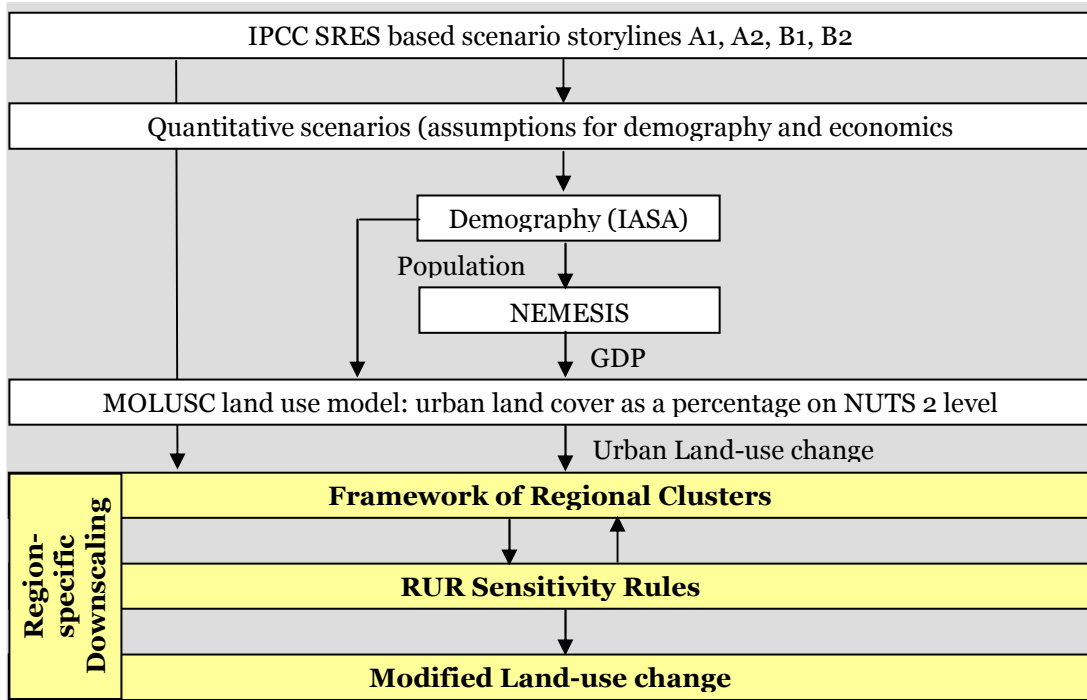 IPCC SRES based scenario storylines A1, A2, B1, B2
Quantitative scenarios (assumptions for demography and economics
Demography (IASA)
Population
NEMESIS
GDP
MOLUSC land use model: urban land cover as a percentage on NUTS 2 level
Urban Land-use change
Region-
specific
Downscaling
Framework of Regional Clusters
RUR Sensitivity Rules
Modified Land-use change